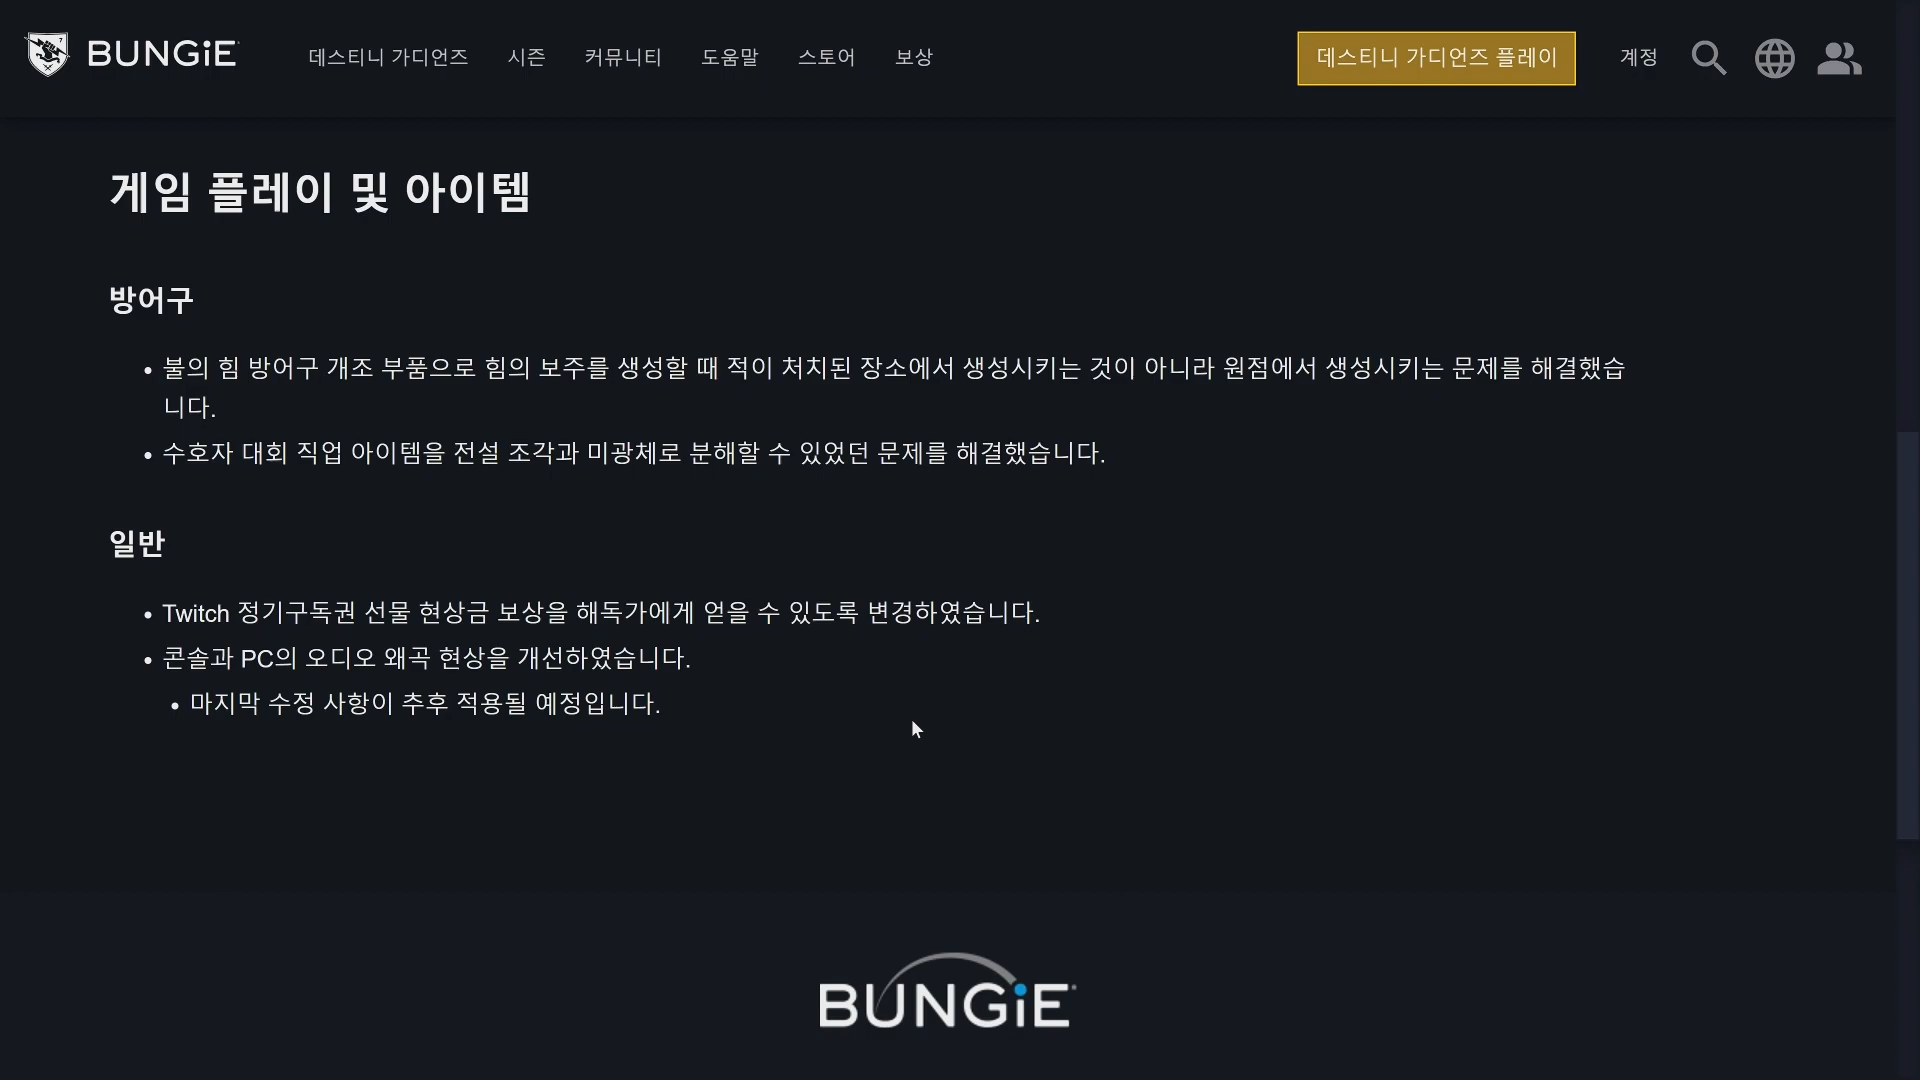 BUNGiE
데스티니 가디언즈 시즌 커뮤니티 도움말 스토어 보상
데스티니 가디언즈 플레이 계정
게임 플레이 및 아이템
방어구
• 불의 힘 방어구 개조 부품으로 힘의 보주를 생성할 때 적이 처치된 장소에서 생성시키는 것이 아니라 원점에서 생성시키는 문제를 해결했습
니다.
• 수호자 대회 직업 아이템을 전설 조각과 미광체로 분해할 수 있었던 문제를 해결했습니다.
일반
• Twitch 정기구독권 선물 현상금 보상을 해독가에게 얻을 수 있도록 변경하였습니다.
• 콘솔과 PC의 오디오 왜곡 현상을 개선하였습니다.
• 마지막 수정 사항이 추후 적용될 예정입니다.
BUNGiE